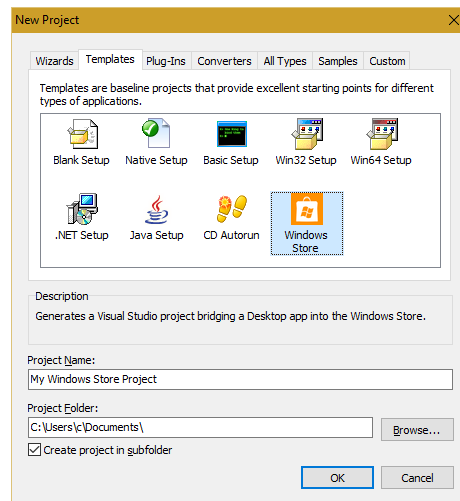 New Project
Wizards Templates Plug-Ins Converters All Types Samples Custom
Templates are baseline projects that provide excellent starting points for different
types of applications.
Blank Setup Native Setup Basic Setup Win32 Setup Win64 Setup
.NET Setup Java Setup CD Autorun Windows
Store
Description
Generates a Visual Studio project bridging a Desktop app into the Windows Store.
Project Name:
My Windows Store Project
Project Folder:
C:\Users\c\Documents\
Browse...
Create project in subfolder
OK Cancel